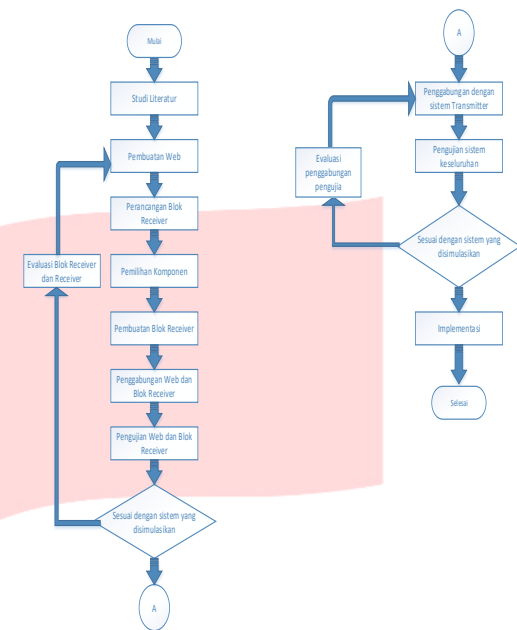 Mulai
Studi Literatur
Pembuatan Web
Perancangan Blok
Receiver
Pemilihan Komponen
Evaluasi Blok Receiver
dan Receiver
Pembuatan Blok Receiver
Penggabungan Web dan
Blok Receiver
Pengujian Web dan Blok
Receiver
Sesuai dengan sistem yang
disimulasikan
A
A
Penggabungan dengan
sistem Transmitter
Pengujian sistem
keseluruhan
Evaluasi
penggabungan
pengujia
Sesuai dengan sistem yang
disimulasikan
Implementasi
Selesai